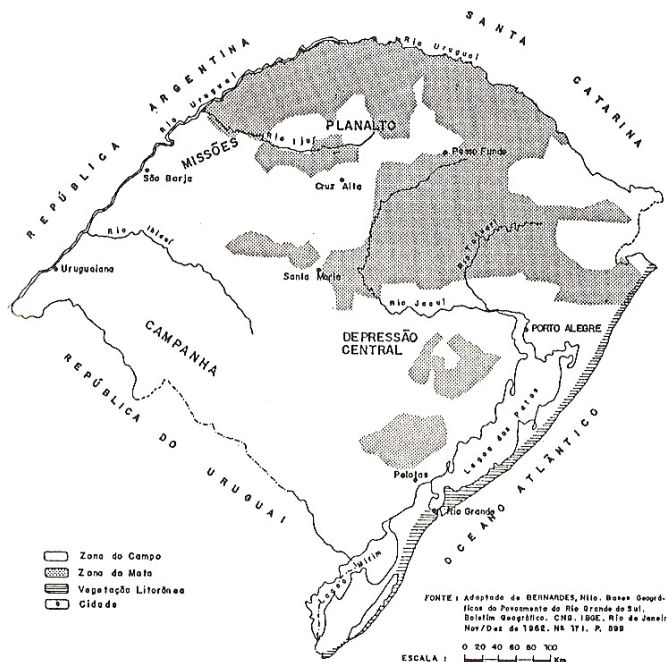 SANTA
CATARINA
Rio Uruguai
REPÚBLICA ARGENTINA
Rio Uruguai
PLANALTO
Rio Ijuí
MISSÕES
Passo Fundo
São Borja
Cruz Alta
Rio Ibicuí
Rio Taquari
Uruguaiana
Santa Maria
Rio Jacuí
PORTO ALEGRE
CAMPANHA
DEPRESSÃO
CENTRAL
REPÚBLICA DO URUGUAI
Lagoa dos Patos
OCEANO ATLÂNTICO
Pelotas
Rio Grande
Lagoa Mirim
Zona do Campo
Zona da Mata
Vegetação Litorânea
Cidade
FONTE : Adaptado de BERNARDES, Nilo. Bases Geográ-
ficas do Povoamento do Rio Grande do Sul.
Boletim Geográfico. CNG. IBGE. Rio de Janeir
Nov/Dez de 1962. Nº 171. P. 599
ESCALA :
0 20 40 60 80 100
Km